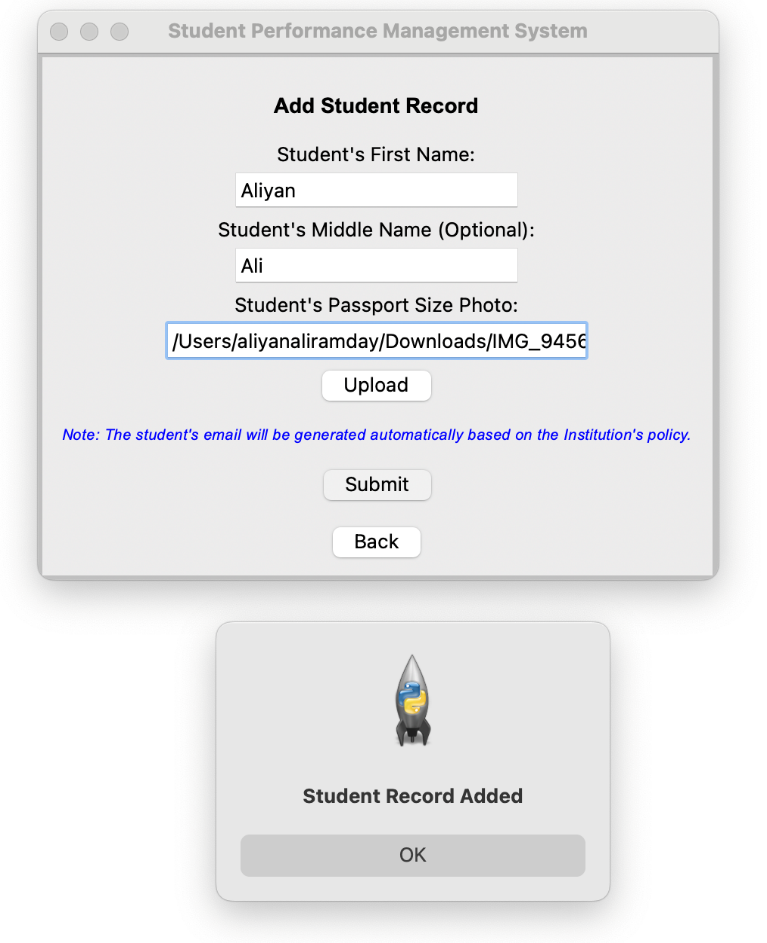 Student Performance Management System
Add Student Record
Student's First Name:
Aliyan
Student's Middle Name (Optional):
Ali
Student's Passport Size Photo:
/Users/aliyanaliramday/Downloads/IMG_9456
Upload
Note: The student's email will be generated automatically based on the Institution's policy.
Submit
Back
Student Record Added
OK